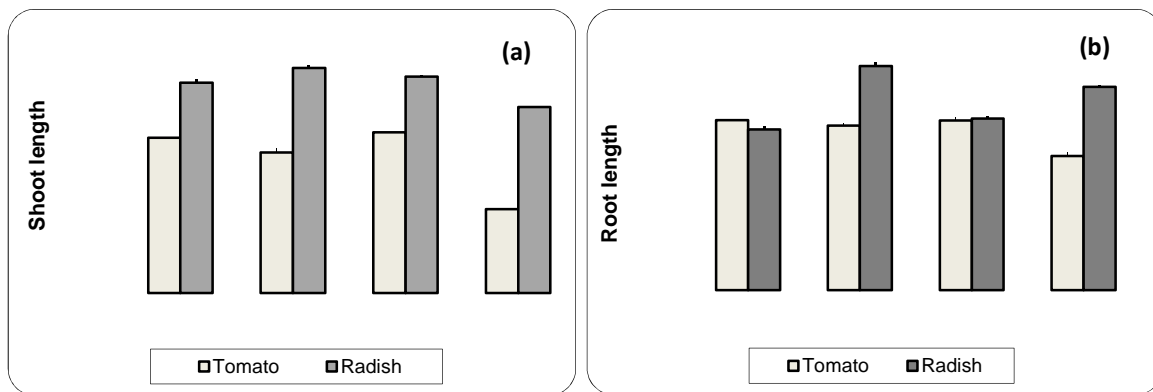 (a)
Shoot length
Tomato Radish
(b)
Root length
Tomato Radish